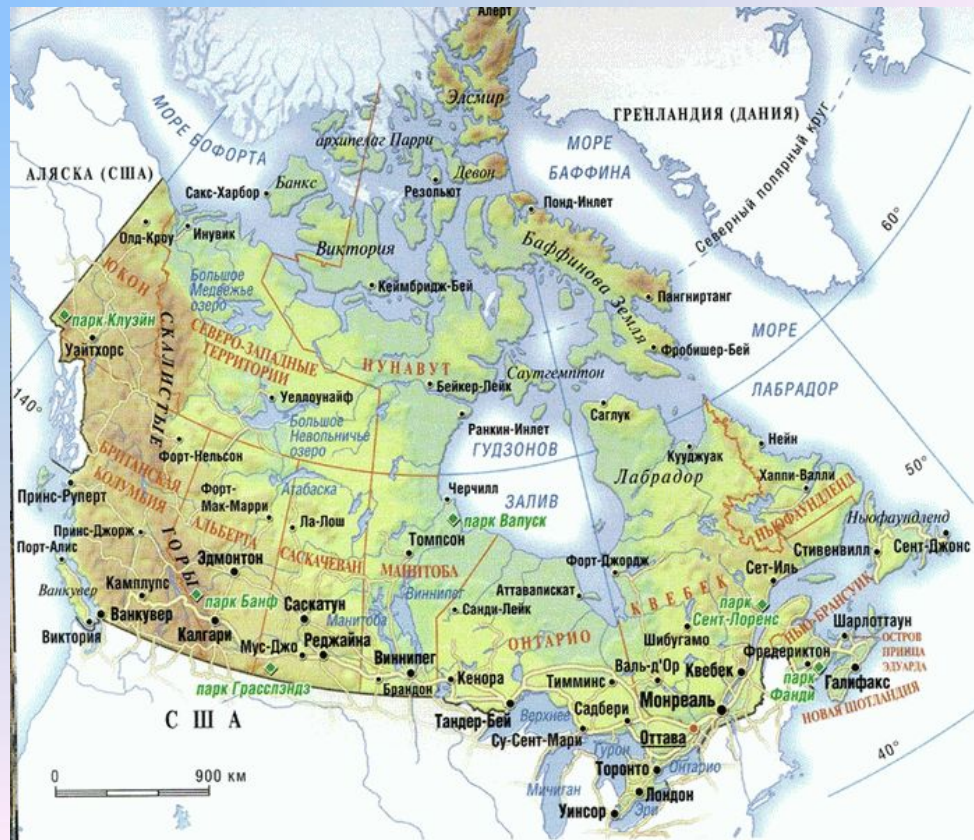 Алерт
Элсмир
ГРЕНЛАНДИЯ (ДАНИЯ)
МОРЕ БОФОРТА
архипелаг Парри
МОРЕ
БАФФИНА
Северный полярный круг
АЛЯСКА (США)
Девон
Банкс
Сакс-Харбор
Резольют
Понд-Инлет
60°
Олд-Кроу
Инувик
Виктория
Баффинова Земля
ЮКОН
Большое
Медвежье
озеро
Кеймбридж-Бей
Пангниртанг
парк Клуэйн
СКАЛИСТЫЕ
ГОРЫ
СЕВЕРО-ЗАПАДНЫЕ
ТЕРРИТОРИИ
МОРЕ
ЛАБРАДОР
Уайтхорс
Фробишер-Бей
НУНАВУТ
Саутгемптон
140°
Уеллоунайф
Бейкер-Лейк
Саглук
Большое
Невольничье
озеро
Ранкин-Инлет
ГУДЗОНОВ
ЗАЛИВ
Нейн
Форт-Нельсон
Кууджуак
50°
БРИТАНСКАЯ
КОЛУМБИЯ
Лабрадор
Хаппи-Валли
Принс-Руперт
Форт-
Мак-Марри
Атабаска
Черчилл
НЬЮФАУНДЛЕНД
Ньюфаундленд
парк Вапуск
Принс-Джорж
АЛЬБЕРТА
Ла-Лош
Сент-Джонс
Порт-Алис
Эдмонтон
САСКАЧЕВАН
Томпсон
МАНИТОБА
Форт-Джордж
Стивенвилл
Сет-Иль
Ванкувер
Камплупс
парк Банф
Виннипег
Аттавапискат
КВЕБЕК
парк
Сент-Лоренс
НЬЮ-БРАНСУИК
Ванкувер
Саскатун
Манитоба
Санди-Лейк
Шарлоттаун
Виктория
Калгари
Мус-Джо
Реджайна
ОНТАРИО
Шибугамо
ОСТРОВ
ПРИНЦА
ЭДУАРДА
Фредериктон
Виннипег
Валь-д'Ор
Квебек
парк
Фанди
Галифакс
парк Грасслэндз
Брандон
Кенора
Тимминс
Монреаль
НОВАЯ ШОТЛАНДИЯ
США
Тандер-Бей
Верхнее
Садбери
Су-Сент-Мари
Оттава
40°
Гурон
0
900 км
Торонто
Онтарио
Мичиган
Лондон
Уинсор
Эри